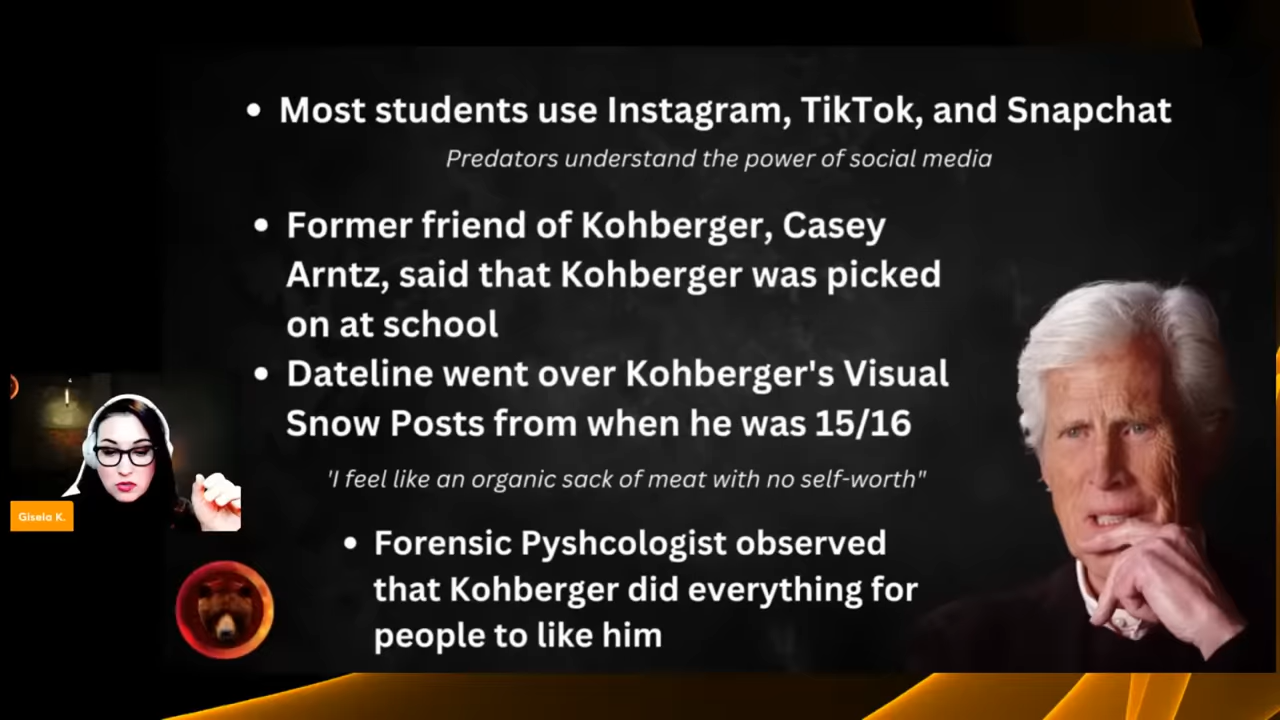 Most students use Instagram, TikTok, and Snapchat
Predators understand the power of social media
Former friend of Kohberger, Casey
Arntz, said that Kohberger was picked
on at school
Dateline went over Kohberger's Visual
Snow Posts from when he was 15/16
'I feel like an organic sack of meat with no self-worth"
Gisela K.
Forensic Pyshcologist observed
that Kohberger did everything for
people to like him